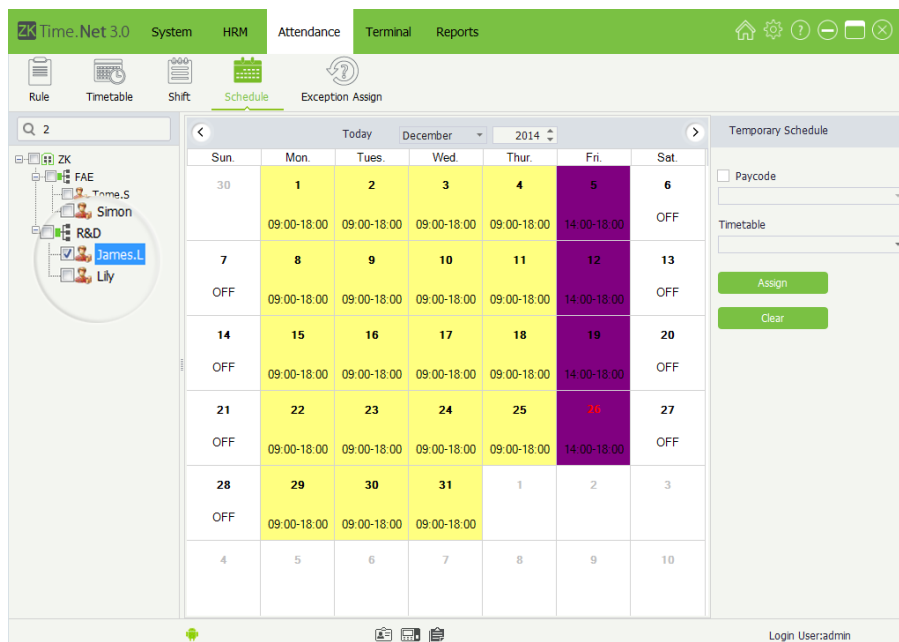 ZK Time.Net 3.0 System HRM Attendance Terminal Reports
Rule Timetable Shift Schedule Exception Assign
2
Today December 2014
Temporary Schedule
ZK
FAE
Tome.S
Simon
R&D
James.L
Lily
Sun. Mon. Tues. Wed. Thur. Fri. Sat.
30 1 2 3 4 5 6
09:00-18:00 09:00-18:00 09:00-18:00 09:00-18:00 14:00-18:00 OFF
7 8 9 10 11 12 13
OFF 09:00-18:00 09:00-18:00 09:00-18:00 09:00-18:00 14:00-18:00 OFF
14 15 16 17 18 19 20
OFF 09:00-18:00 09:00-18:00 09:00-18:00 09:00-18:00 14:00-18:00 OFF
21 22 23 24 25 26 27
OFF 09:00-18:00 09:00-18:00 09:00-18:00 09:00-18:00 14:00-18:00 OFF
28 29 30 31 1 2 3
OFF 09:00-18:00 09:00-18:00 09:00-18:00
4 5 6 7 8 9 10
Paycode
Timetable
Assign
Clear
Login User:admin